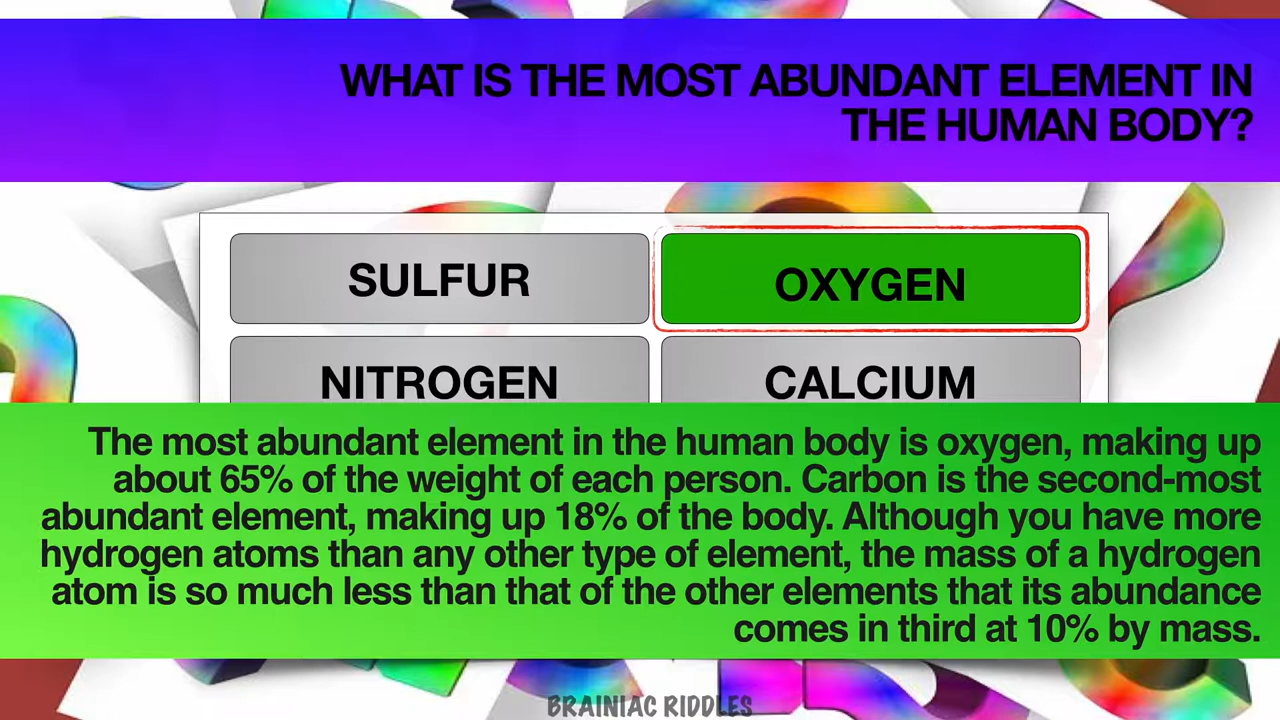 WHAT IS THE MOST ABUNDANT ELEMENT IN
THE HUMAN BODY?
SULFUR
OXYGEN
NITROGEN
CALCIUM
The most abundant element in the human body is oxygen, making up
about 65% of the weight of each person. Carbon is the second-most
abundant element, making up 18% of the body. Although you have more
hydrogen atoms than any other type of element, the mass of a hydrogen
atom is so much less than that of the other elements that its abundance
comes in third at 10% by mass.
BRAINIAC RIDDLES